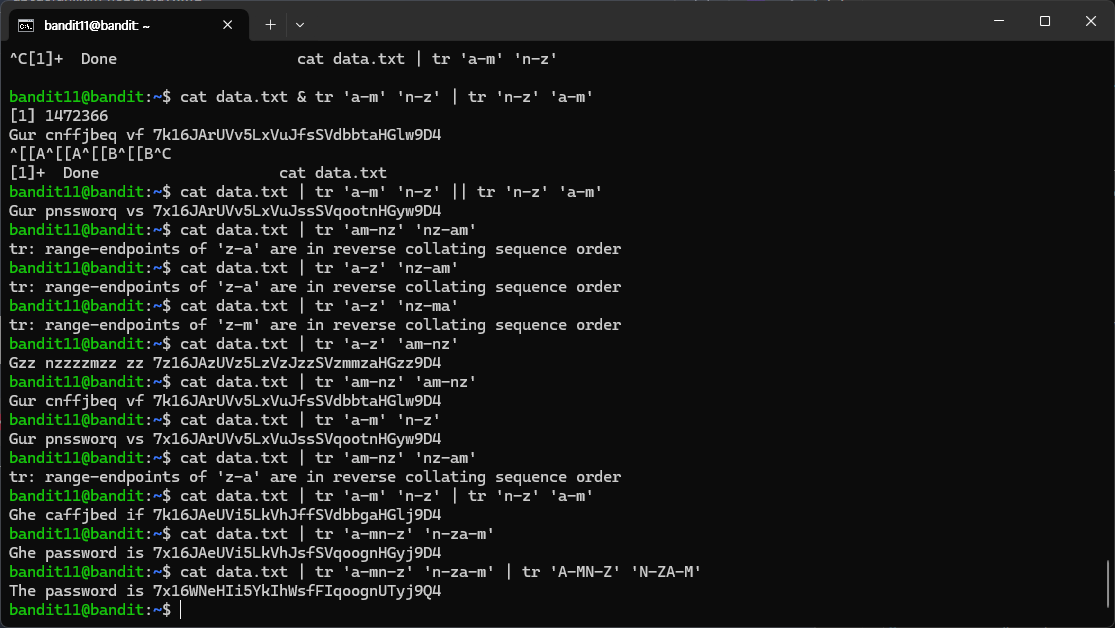 bandit11@bandit: ~
^C[1]+  Done                    cat data.txt | tr 'a-m' 'n-z'
bandit11@bandit:~$ cat data.txt & tr 'a-m' 'n-z' | tr 'n-z' 'a-m'
[1] 1472366
Gur cnffjbeq vf 7k16JArUVv5LxVuJfsSVdbbtaHGlw9D4
^[[A^[[A^[[B^[[B^C
[1]+  Done                    cat data.txt
bandit11@bandit:~$ cat data.txt | tr 'a-m' 'n-z' || tr 'n-z' 'a-m'
Gur pnssworq vs 7x16JArUVv5LxVuJssSVqootnHGyw9D4
bandit11@bandit:~$ cat data.txt | tr 'am-nz' 'nz-am'
tr: range-endpoints of 'z-a' are in reverse collating sequence order
bandit11@bandit:~$ cat data.txt | tr 'a-z' 'nz-am'
tr: range-endpoints of 'z-a' are in reverse collating sequence order
bandit11@bandit:~$ cat data.txt | tr 'a-z' 'nz-ma'
tr: range-endpoints of 'z-m' are in reverse collating sequence order
bandit11@bandit:~$ cat data.txt | tr 'a-z' 'am-nz'
Gzz nzzzzmzz zz 7z16JAzUVz5LzVzJzzSVzmmzaHGzz9D4
bandit11@bandit:~$ cat data.txt | tr 'am-nz' 'am-nz'
Gur cnffjbeq vf 7k16JArUVv5LxVuJfsSVdbbtaHGlw9D4
bandit11@bandit:~$ cat data.txt | tr 'a-m' 'n-z'
Gur pnssworq vs 7x16JArUVv5LxVuJssSVqootnHGyw9D4
bandit11@bandit:~$ cat data.txt | tr 'am-nz' 'nz-am'
tr: range-endpoints of 'z-a' are in reverse collating sequence order
bandit11@bandit:~$ cat data.txt | tr 'a-m' 'n-z' | tr 'n-z' 'a-m'
Ghe caffjbed if 7k16JAeUVi5LkVhJffSVdbbgaHGlj9D4
bandit11@bandit:~$ cat data.txt | tr 'a-mn-z' 'n-za-m'
Ghe password is 7x16JAeUVi5LkVhJsfSVqoognHGyj9D4
bandit11@bandit:~$ cat data.txt | tr 'a-mn-z' 'n-za-m' | tr 'A-MN-Z' 'N-ZA-M'
The password is 7x16WNeHIi5YkIhWsfFIqoognUTyj9Q4
bandit11@bandit:~$